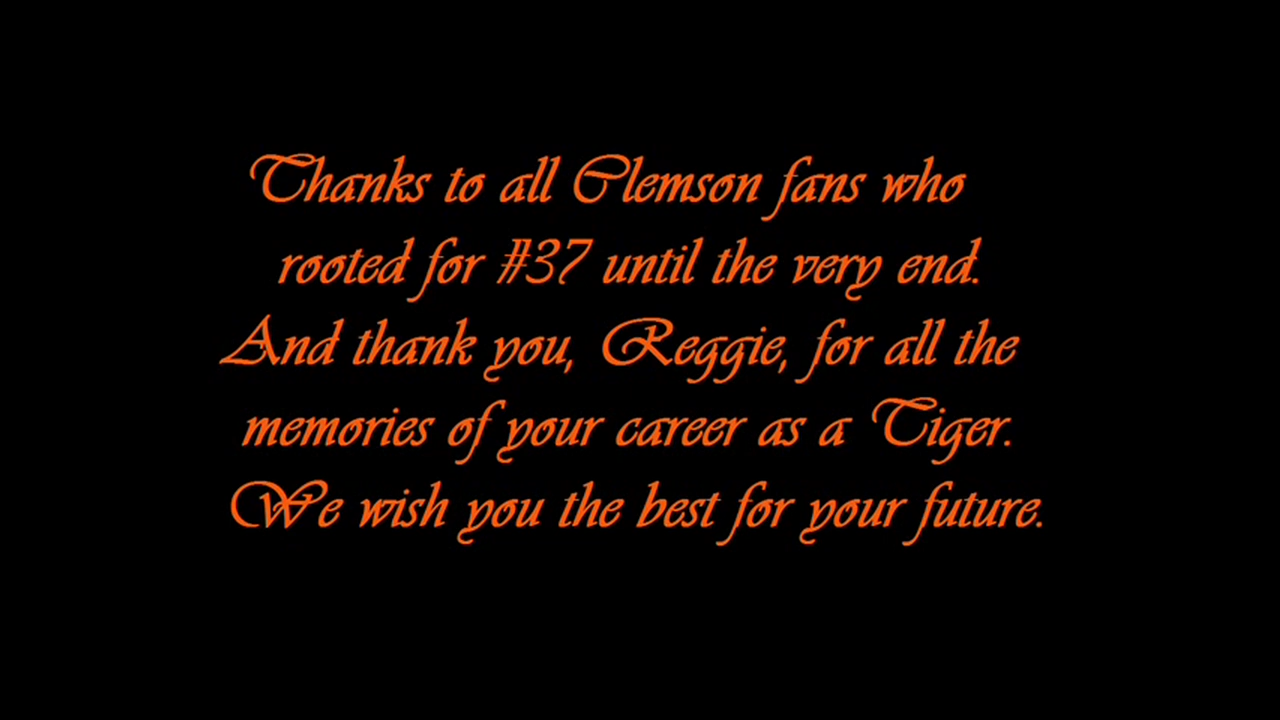 Thanks to all Clemson fans who
rooted for #37 until the very end.
And thank you, Reggie, for all the
memories of your career as a Tiger.
We wish you the best for your future.